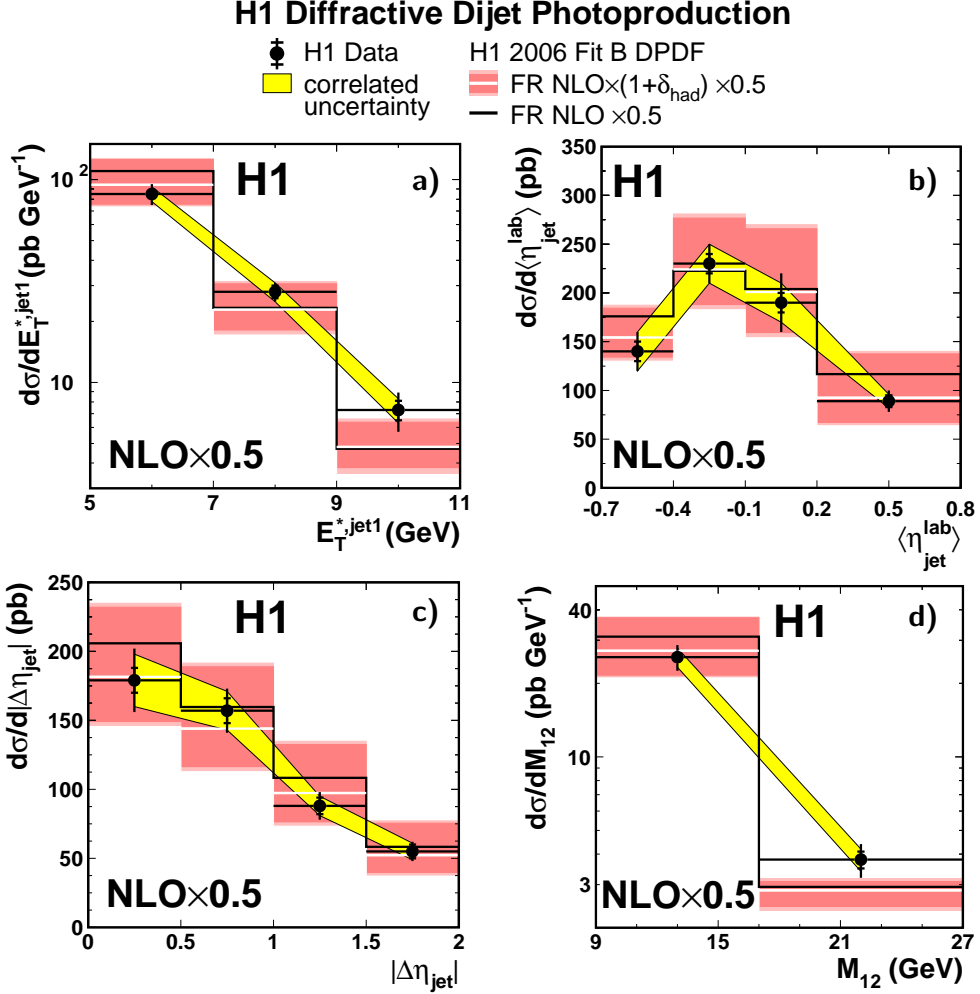 H1 Diffractive Dijet Photoproduction
H1 Data
correlated
uncertainty
H1 2006 Fit B DPDF
FR NLO×(1+δhad) ×0.5
FR NLO ×0.5
dσ/dE*,jet1T (pb GeV-1)
10 2
10
H1
a)
NLO×0.5
5 7 9 11
E*,jet1T (GeV)
dσ/d⟨ηlabjet⟩ (pb)
350
300
250
200
150
100
50
0
H1
b)
NLO×0.5
-0.7 -0.4 -0.1 0.2 0.5 0.8
⟨ηlabjet⟩
dσ/d|Δηjet| (pb)
250
200
150
100
50
0
H1
c)
NLO×0.5
0 0.5 1 1.5 2
|Δηjet|
dσ/dM12 (pb GeV-1)
40
10
3
H1
d)
NLO×0.5
9 15 21 27
M12 (GeV)